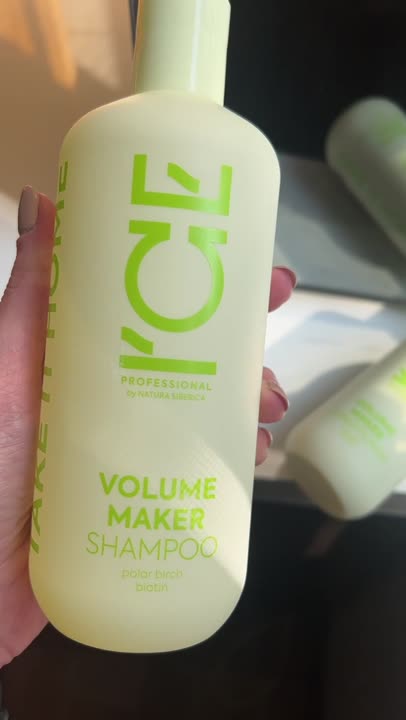 TAKE IT HOME
I'CE
PROFESSIONAL
by NATURA SIBERICA
VOLUME
MAKER
SHAMPOO
polar birch
biotin